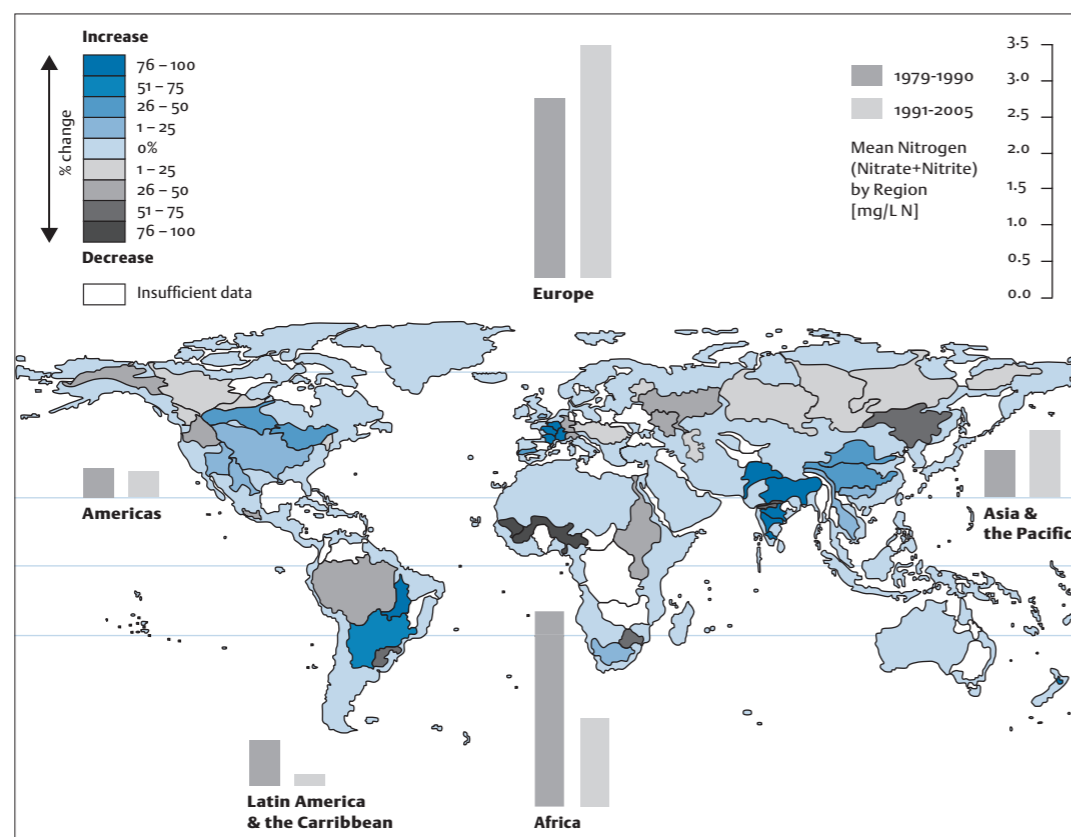 Increase
76 – 100
51 – 75
26 – 50
1 – 25
0%
1 – 25
26 – 50
51 – 75
76 – 100
Decrease
% change
Insufficient data
Europe
1979-1990
1991-2005
Mean Nitrogen
(Nitrate+Nitrite)
by Region
[mg/L N]
3.5
3.0
2.5
2.0
1.5
1.0
0.5
0.0
Americas
Asia &
the Pacific
Latin America
& the Carribbean
Africa